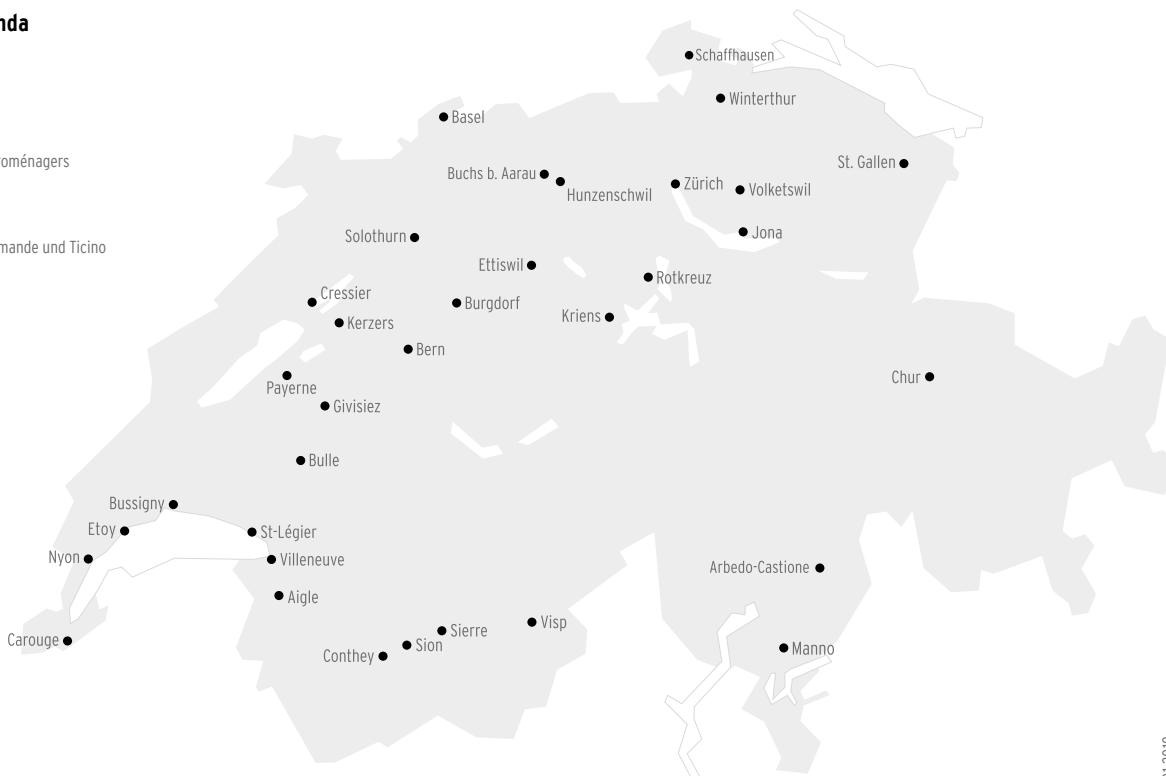 nda
Schaffhausen
Winterthur
Basel
oménagers
St. Gallen
Buchs b. Aarau
Hunzenschwil
Zürich
Volketswil
Jona
Solothurn
mande und Ticino
Ettiswil
Rotkreuz
Cressier
Burgdorf
Kriens
Kerzers
Bern
Payerne
Chur
Givisiez
Bulle
Bussigny
Etoy
St-Légier
Nyon
Villeneuve
Arbedo-Castione
Aigle
Visp
Sierre
Carouge
Sion
Manno
Conthey